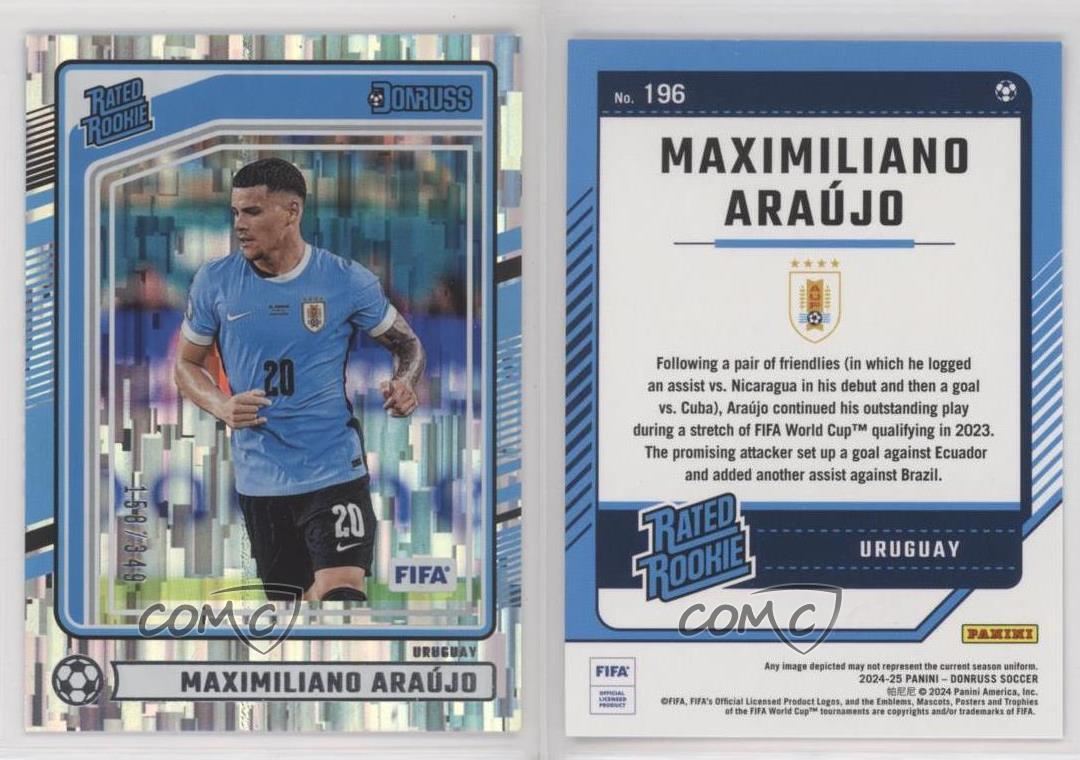 RATED
ROOKIE
DONRUSS
20
20
158/349
FIFA
URUGUAY
MAXIMILIANO ARAÚJO
COMC
No. 196
MAXIMILIANO
ARAÚJO
AUF
Following a pair of friendlies (in which he logged
an assist vs. Nicaragua in his debut and then a goal
vs. Cuba), Araújo continued his outstanding play
during a stretch of FIFA World Cup™ qualifying in 2023.
The promising attacker set up a goal against Ecuador
and added another assist against Brazil.
RATED
ROOKIE
URUGUAY
COMC
PANINI
FIFA
OFFICIAL
LICENSED
PRODUCT
Any image depicted may not represent the current season uniform.
2024-25 PANINI – DONRUSS SOCCER
帕尼尼 © 2024 Panini America, Inc.
©FIFA, FIFA's Official Licensed Product Logos, and the Emblems, Mascots, Posters and Trophies
of the FIFA World Cup™ tournaments are copyrights and/or trademarks of FIFA.